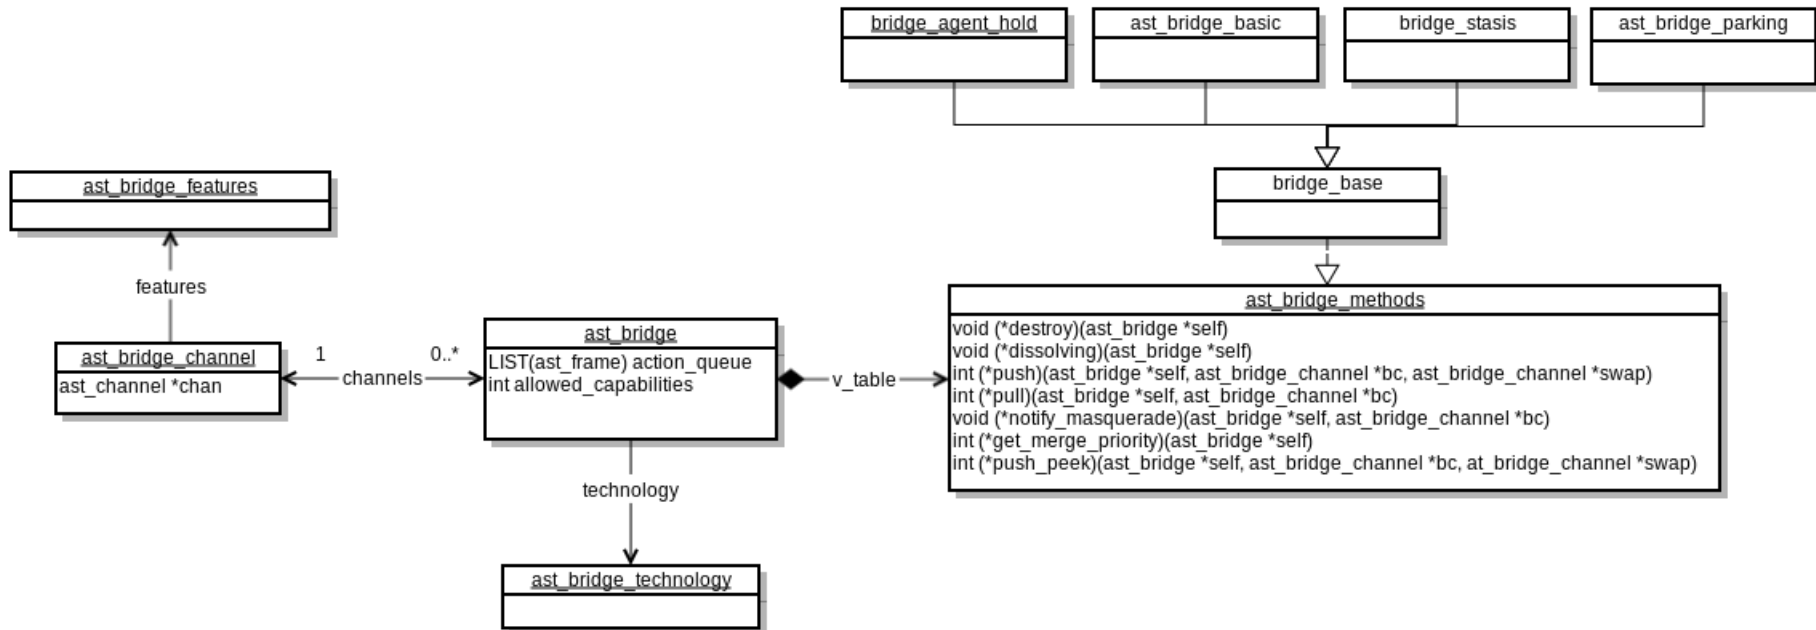 bridge_agent_hold
ast_bridge_basic
bridge_stasis
ast_bridge_parking
ast_bridge_features
bridge_base
features
ast_bridge_methods
void (*destroy)(ast_bridge *self)
void (*dissolving)(ast_bridge *self)
int (*push)(ast_bridge *self, ast_bridge_channel *bc, ast_bridge_channel *swap)
int (*pull)(ast_bridge *self, ast_bridge_channel *bc)
void (*notify_masquerade)(ast_bridge *self, ast_bridge_channel *bc)
int (*get_merge_priority)(ast_bridge *self)
int (*push_peek)(ast_bridge *self, ast_bridge_channel *bc, at_bridge_channel *swap)
ast_bridge_channel
ast_channel *chan
1
0..*
channels
ast_bridge
LIST(ast_frame) action_queue
int allowed_capabilities
v_table
technology
ast_bridge_technology